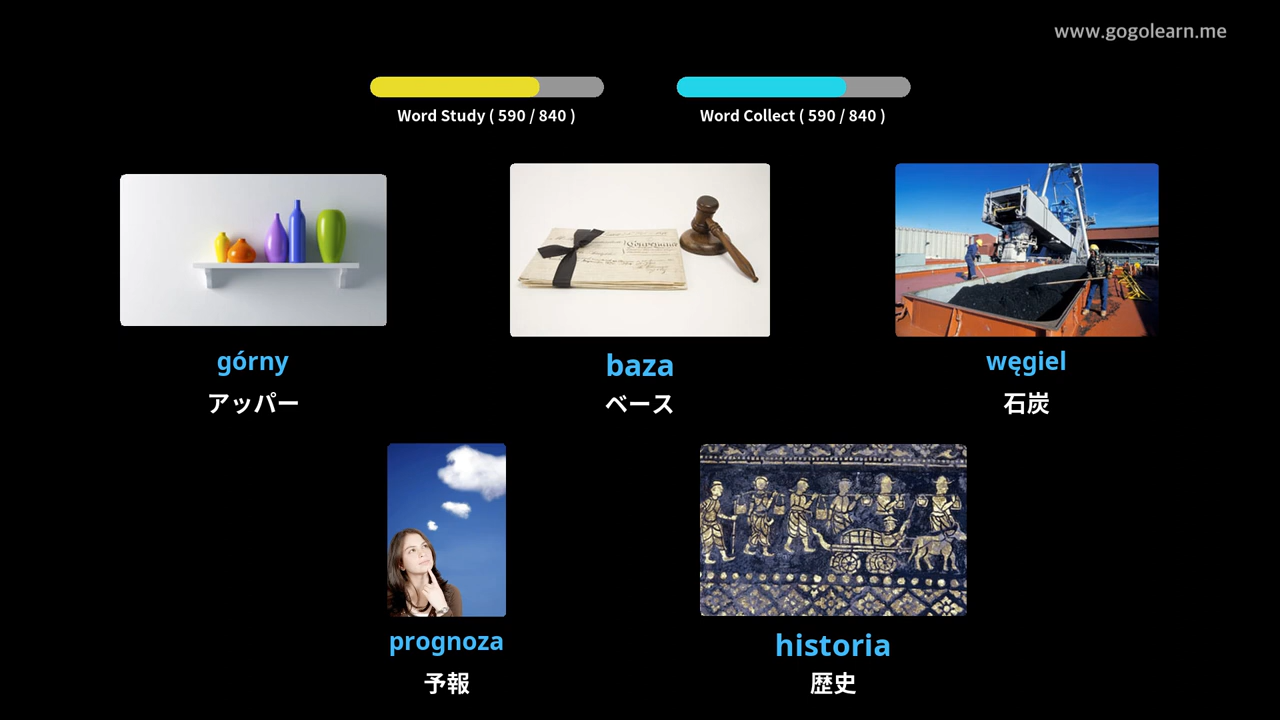 www.gogolearn.me
Word Study ( 590 / 840 )
Word Collect ( 590 / 840 )
górny
アッパー
baza
ベース
węgiel
石炭
prognoza
予報
historia
歴史